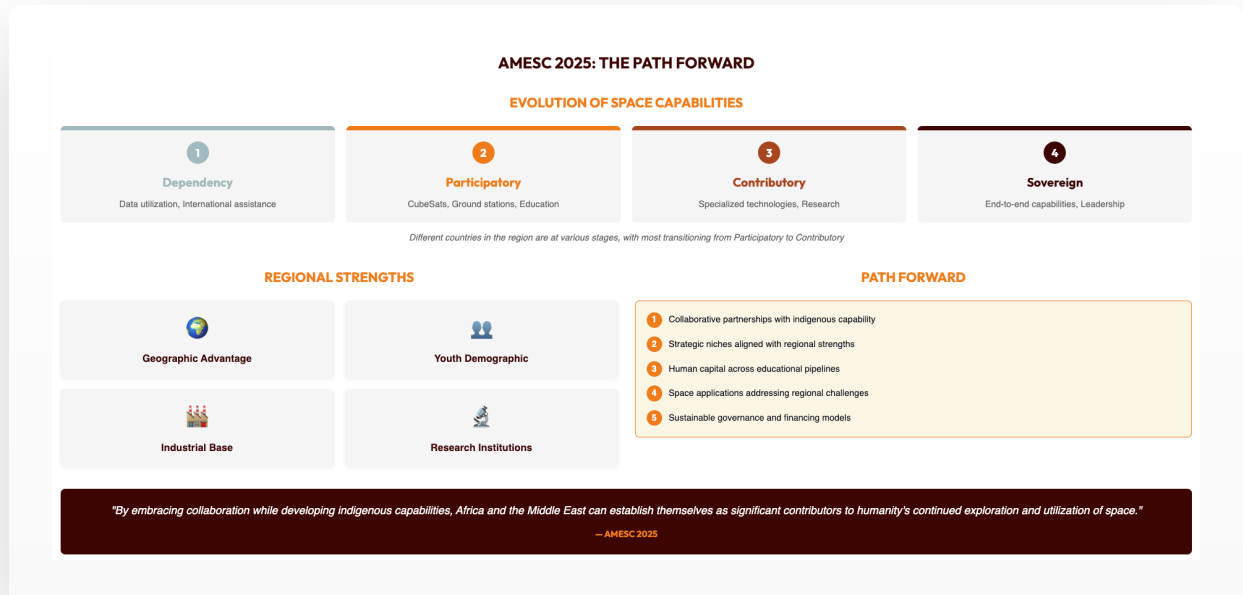 AMESC 2025: THE PATH FORWARD
EVOLUTION OF SPACE CAPABILITIES
1
Dependency
Data utilization, International assistance
2
Participatory
CubeSats, Ground stations, Education
3
Contributory
Specialized technologies, Research
4
Sovereign
End-to-end capabilities, Leadership
Different countries in the region are at various stages, with most transitioning from Participatory to Contributory
REGIONAL STRENGTHS
Geographic Advantage
Youth Demographic
Industrial Base
Research Institutions
PATH FORWARD
1 Collaborative partnerships with indigenous capability
2 Strategic niches aligned with regional strengths
3 Human capital across educational pipelines
4 Space applications addressing regional challenges
5 Sustainable governance and financing models
"By embracing collaboration while developing indigenous capabilities, Africa and the Middle East can establish themselves as significant contributors to humanity's continued exploration and utilization of space."
— AMESC 2025